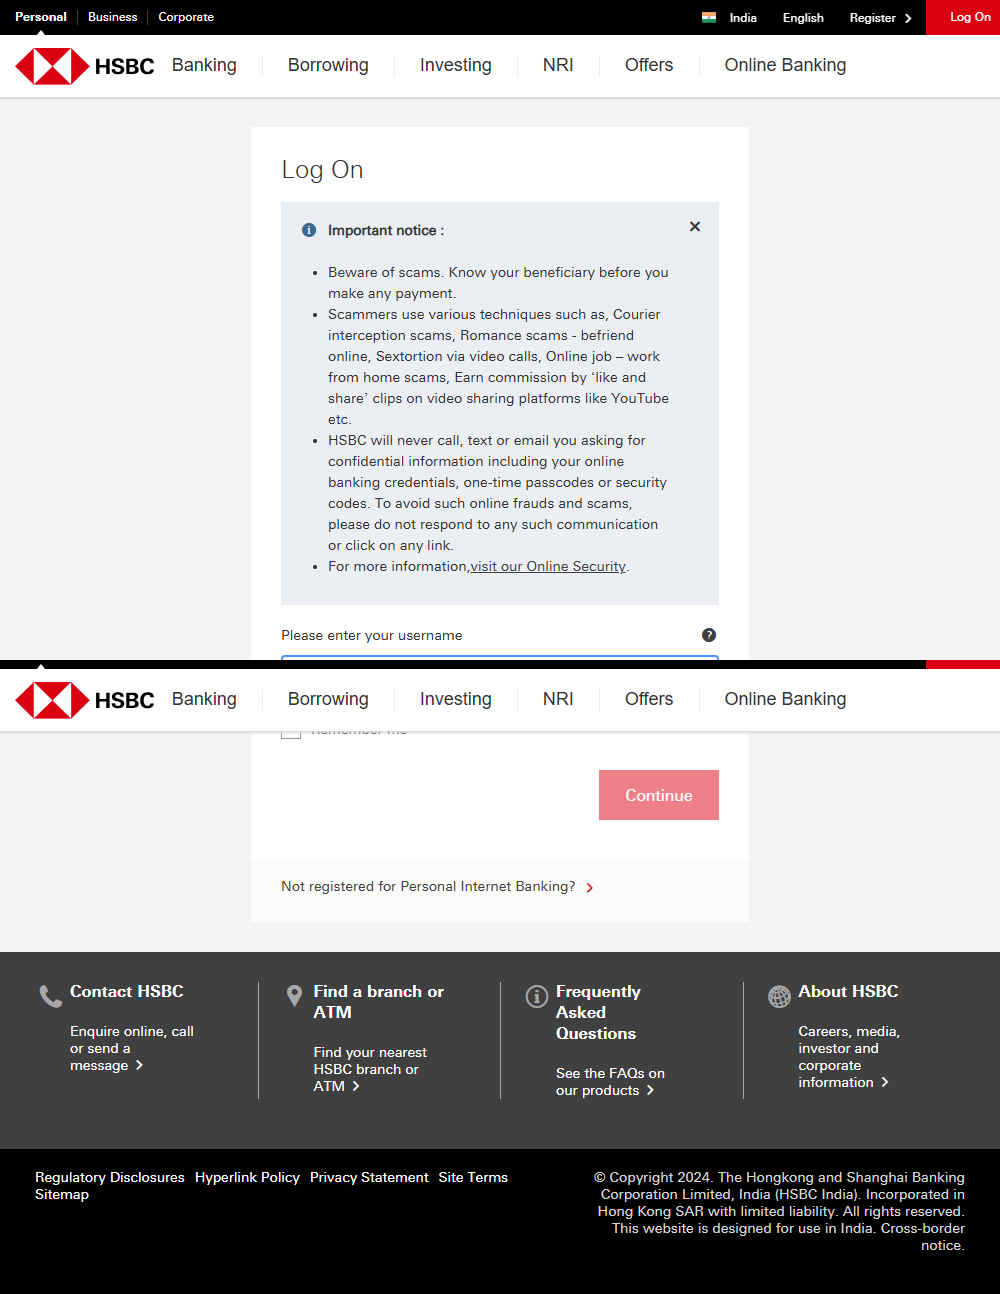 Personal Business Corporate India English Register Log On
HSBC Banking Borrowing Investing NRI Offers Online Banking
Log On
Important notice :
Beware of scams. Know your beneficiary before you
make any payment.
Scammers use various techniques such as, Courier
interception scams, Romance scams - befriend
online, Sextortion via video calls, Online job – work
from home scams, Earn commission by ‘like and
share’ clips on video sharing platforms like YouTube
etc.
HSBC will never call, text or email you asking for
confidential information including your online
banking credentials, one-time passcodes or security
codes. To avoid such online frauds and scams,
please do not respond to any such communication
or click on any link.
For more information,visit our Online Security.
Please enter your username
HSBC Banking Borrowing Investing NRI Offers Online Banking
Remember me
Continue
Not registered for Personal Internet Banking?
Contact HSBC
Enquire online, call
or send a
message
Find a branch or
ATM
Find your nearest
HSBC branch or
ATM
Frequently
Asked
Questions
See the FAQs on
our products
About HSBC
Careers, media,
investor and
corporate
information
Regulatory Disclosures Hyperlink Policy Privacy Statement Site Terms
Sitemap
© Copyright 2024. The Hongkong and Shanghai Banking
Corporation Limited, India (HSBC India). Incorporated in
Hong Kong SAR with limited liability. All rights reserved.
This website is designed for use in India. Cross-border
notice.